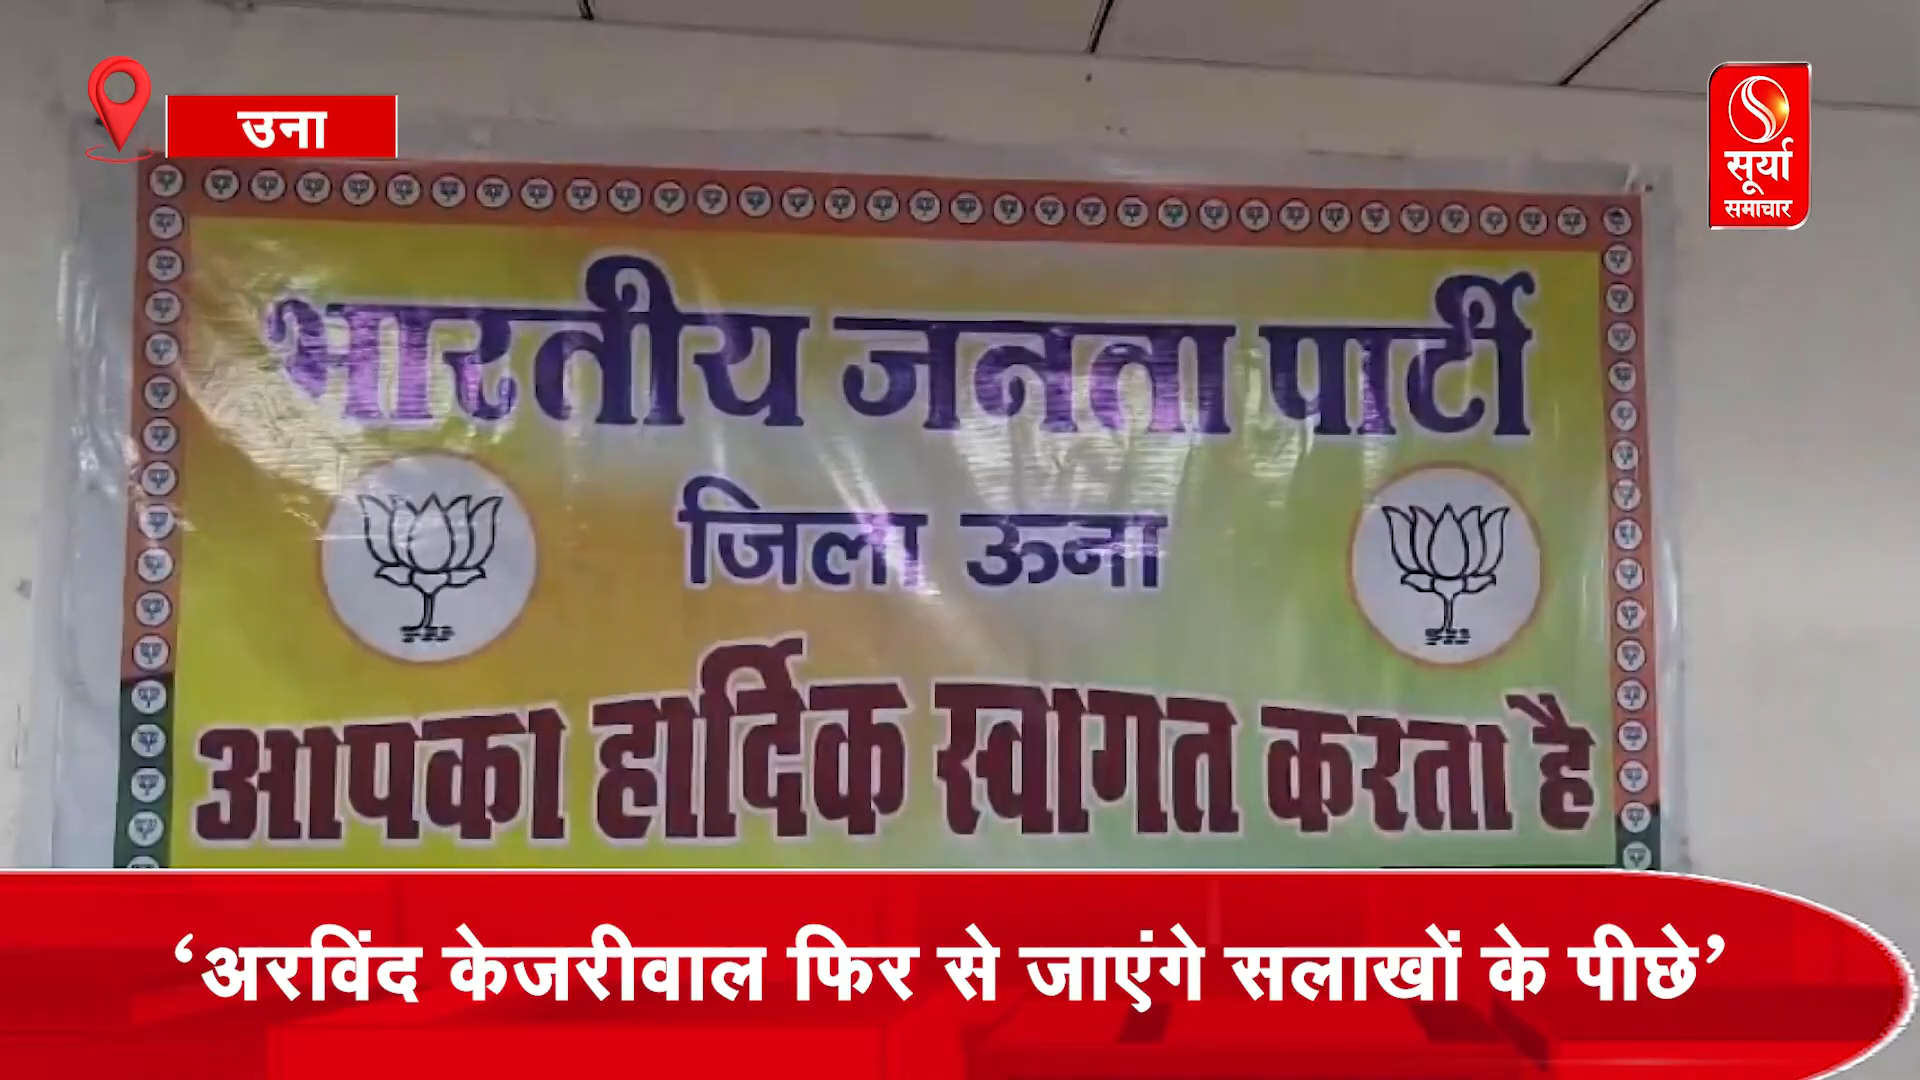 उना
सूर्या
समाचार
भारतीय जनता पार्टी
जिला ऊना
आपका हार्दिक स्वागत करता है
‘अरविंद केजरीवाल फिर से जाएंगे सलाखों के पीछे’